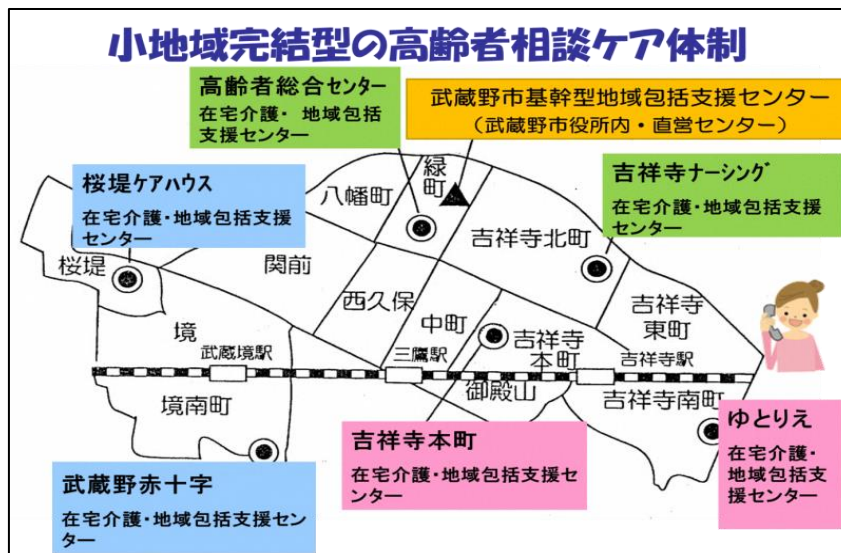 小地域完結型の高齢者相談ケア体制
高齢者総合センター
在宅介護・ 地域包括
支援センター
武蔵野市基幹型地域包括支援センター
（武蔵野市役所内・直営センター）
桜堤ケアハウス
在宅介護・地域包括支援
センター
吉祥寺ナーシング
在宅介護・地域包括支援
センター
八幡町
緑町
吉祥寺北町
桜堤
関前
西久保
中町
吉祥寺
東町
境
武蔵境駅
三鷹駅
吉祥寺
本町
吉祥寺駅
境南町
御殿山
吉祥寺南町
武蔵野赤十字
在宅介護・地域包括支援セン
ター
吉祥寺本町
在宅介護・地域包括支援セ
ンター
ゆとりえ
在宅介護・
地域包括支
援センター